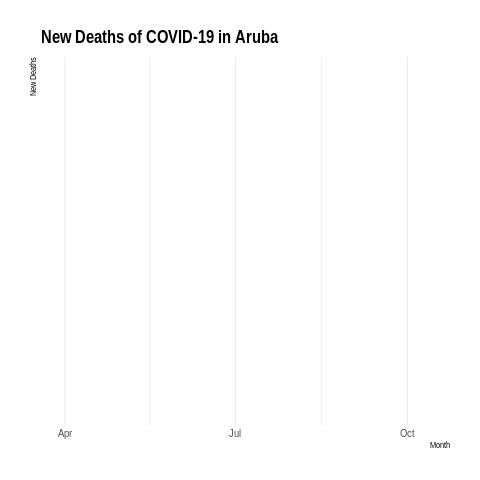 New Deaths of COVID-19 in Aruba
New Deaths
Apr
Jul
Oct
Month